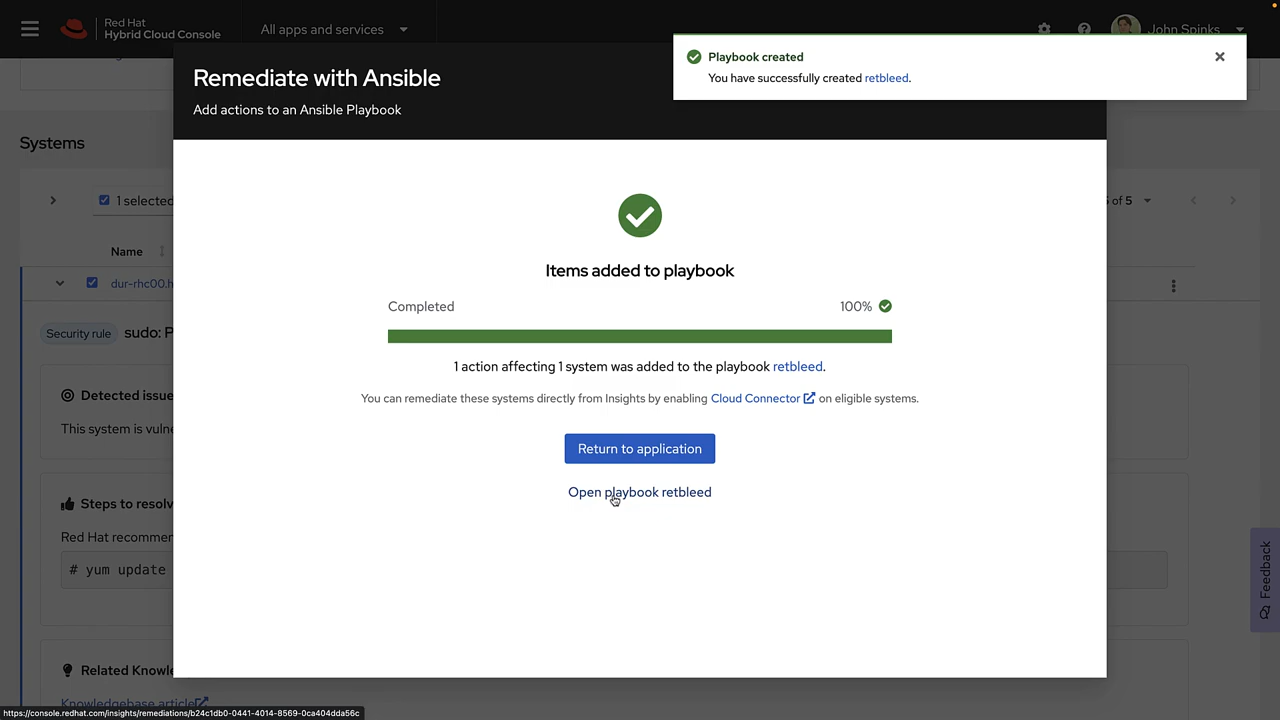 Red Hat
Hybrid Cloud Console
All apps and services
John Spinks
Playbook created
You have successfully created retbleed.
Remediate with Ansible
Add actions to an Ansible Playbook
Systems
1 selected
of 5
Name
dur-rhc00.h
Security rule
sudo: P
Detected issue
This system is vulne
Steps to resolv
Red Hat recommen
# yum update
Related Knowle
Knowledgebase article
Items added to playbook
Completed 100%
1 action affecting 1 system was added to the playbook retbleed.
You can remediate these systems directly from Insights by enabling Cloud Connector on eligible systems.
Return to application
Open playbook retbleed
Feedback
https://console.redhat.com/insights/remediations/b24c1db0-0441-4014-8569-0ca404dda56c